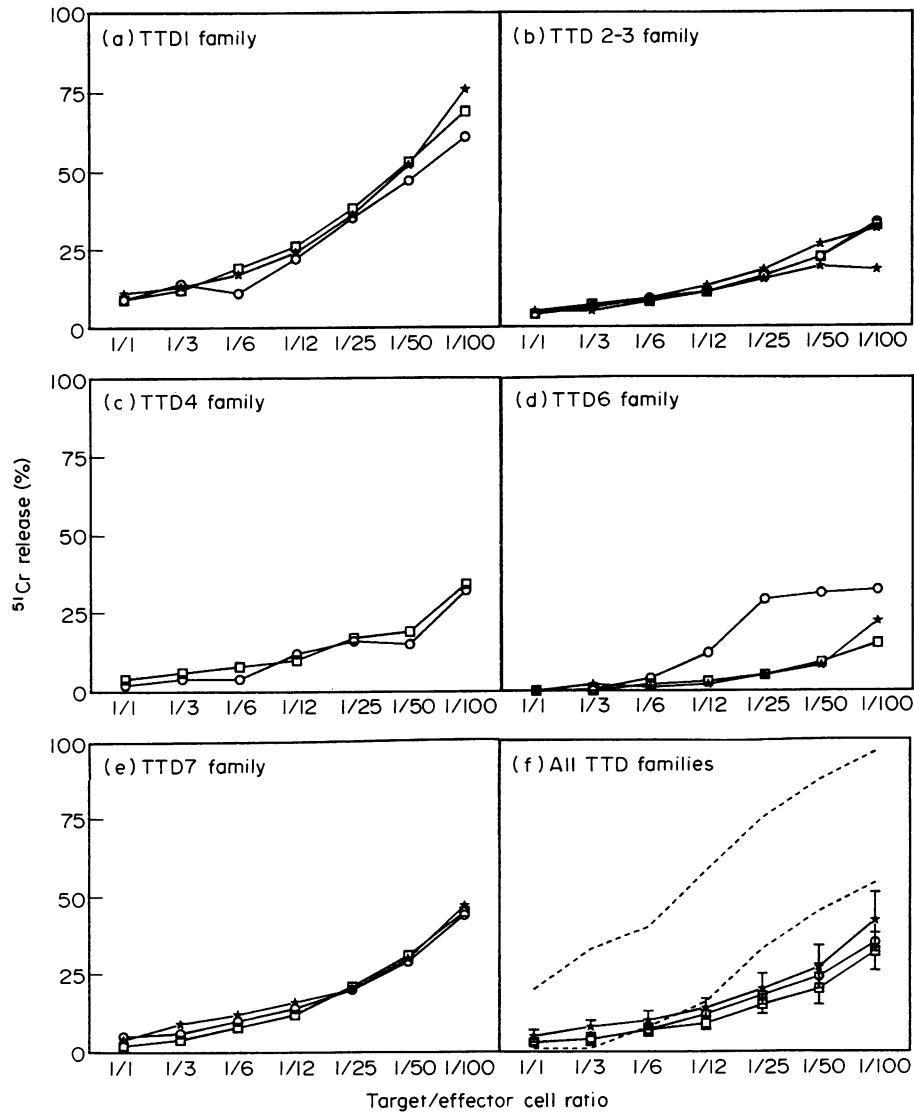 (a) TTD1 family
(b) TTD 2-3 family
100
75
50
25
0
1/1 1/3 1/6 1/12 1/25 1/50 1/100
1/1 1/3 1/6 1/12 1/25 1/50 1/100
(c) TTD4 family
(d) TTD6 family
100
75
50
25
0
1/1 1/3 1/6 1/12 1/25 1/50 1/100
1/1 1/3 1/6 1/12 1/25 1/50 1/100
⁵¹Cr release (%)
(e) TTD7 family
(f) All TTD families
100
75
50
25
0
1/1 1/3 1/6 1/12 1/25 1/50 1/100
1/1 1/3 1/6 1/12 1/25 1/50 1/100
Target/effector cell ratio